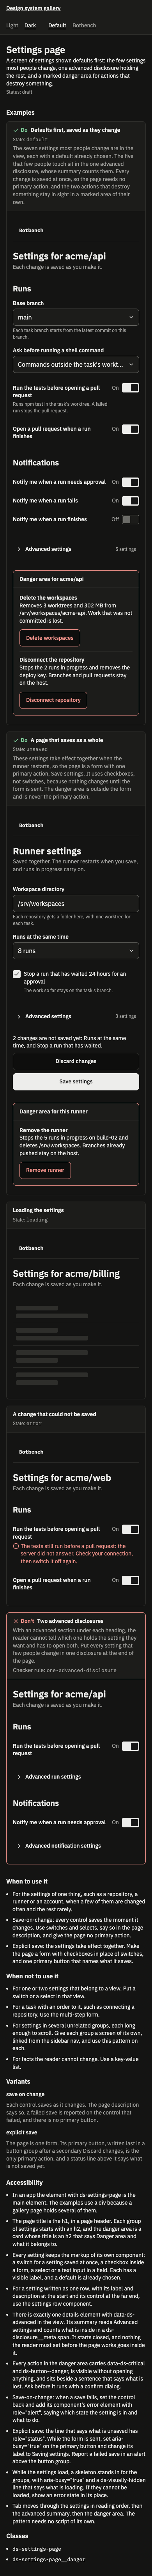 Design system gallery
Light Dark Default Botbench
Settings page
A screen of settings shown defaults first: the few settings
most people change, one advanced disclosure holding
the rest, and a marked danger area for actions that
destroy something.
Status: draft
Examples
Do Defaults first, saved as they change
State: default
The seven settings most people change are in the
view, each with a default already chosen. The five
that few people touch sit in the one advanced
disclosure, whose summary counts them. Every
change is saved at once, so the page needs no
primary action, and the two actions that destroy
something stay in sight in a marked area of their
own.
Botbench
Settings for acme/api
Each change is saved as you make it.
Runs
Base branch
main
Each task branch starts from the latest commit on this
branch.
Ask before running a shell command
Commands outside the task's workt...
Run the tests before opening a pull
request
On
Runs npm test in the task's worktree. A failed
run stops the pull request.
Open a pull request when a run
finishes
On
Notifications
Notify me when a run needs approval On
Notify me when a run fails On
Notify me when a run finishes Off
Advanced settings 5 settings
Danger area for acme/api
Delete the workspaces
Removes 3 worktrees and 302 MB from
/srv/workspaces/acme-api. Work that was not
committed is lost.
Delete workspaces
Disconnect the repository
Stops the 2 runs in progress and removes the
deploy key. Branches and pull requests stay
on the host.
Disconnect repository
Do A page that saves as a whole
State: unsaved
These settings take effect together when the
runner restarts, so the page is a form with one
primary action, Save settings. It uses checkboxes,
not switches, because nothing changes until the
form is sent. The danger area is outside the form
and is never the primary action.
Botbench
Runner settings
Saved together. The runner restarts when you save,
and runs in progress carry on.
Workspace directory
/srv/workspaces
Each repository gets a folder here, with one worktree for
each task.
Runs at the same time
8 runs
Stop a run that has waited 24 hours for an
approval
The work so far stays on the task's branch.
Advanced settings 3 settings
2 changes are not saved yet: Runs at the same
time, and Stop a run that has waited.
Discard changes
Save settings
Danger area for this runner
Remove the runner
Stops the 5 runs in progress on build-02 and
deletes /srv/workspaces. Branches already
pushed stay on the host.
Remove runner
Loading the settings
State: loading
Botbench
Settings for acme/billing
Each change is saved as you make it.
A change that could not be saved
State: error
Botbench
Settings for acme/web
Each change is saved as you make it.
Runs
Run the tests before opening a pull
request
On
The tests still run before a pull request: the
server did not answer. Check your connection,
then switch it off again.
Open a pull request when a run
finishes
On
Don't Two advanced disclosures
With an advanced section under each heading, the
reader cannot tell which one holds the setting they
want and has to open both. Put every setting that
few people change in one disclosure at the end of
the page.
Checker rule: one-advanced-disclosure
Settings for acme/api
Runs
Run the tests before opening a pull
request
On
Advanced run settings
Notifications
Notify me when a run needs approval On
Advanced notification settings
When to use it
• For the settings of one thing, such as a repository, a
runner or an account, when a few of them are changed
often and the rest rarely.
• Save-on-change: every control saves the moment it
changes. Use switches and selects, say so in the page
description, and give the page no primary action.
• Explicit save: the settings take effect together. Make
the page a form with checkboxes in place of switches,
and one primary button that names what it saves.
When not to use it
• For one or two settings that belong to a view. Put a
switch or a select in that view.
• For a task with an order to it, such as connecting a
repository. Use the multi-step form.
• For settings in several unrelated groups, each long
enough to scroll. Give each group a screen of its own,
linked from the sidebar nav, and use this pattern on
each.
• For facts the reader cannot change. Use a key-value
list.
Variants
save on change
Each control saves as it changes. The page description
says so, a failed save is reported on the control that
failed, and there is no primary button.
explicit save
The page is one form. Its primary button, written last in a
button group after a secondary Discard changes, is the
only primary action, and a status line above it says what
is not saved yet.
Accessibility
• In an app the element with ds-settings-page is the
main element. The examples use a div because a
gallery page holds several of them.
• The page title is the h1, in a page header. Each group
of settings starts with an h2, and the danger area is a
card whose title is an h2 that says Danger area and
what it belongs to.
• Every setting keeps the markup of its own component:
a switch for a setting saved at once, a checkbox inside
a form, a select or a text input in a field. Each has a
visible label, and a default is already chosen.
• For a setting written as one row, with its label and
description at the start and its control at the far end,
use the settings row component.
• There is exactly one details element with data-ds-
advanced in the view. Its summary reads Advanced
settings and counts what is inside in a ds-
disclosure__meta span. It starts closed, and nothing
the reader must set before the page works goes inside
it.
• Every action in the danger area carries data-ds-critical
and ds-button--danger, is visible without opening
anything, and sits beside a sentence that says what is
lost. Ask before it runs with a confirm dialog.
• Save-on-change: when a save fails, set the control
back and add its component's error element with
role="alert", saying which state the setting is in and
what to do.
• Explicit save: the line that says what is unsaved has
role="status". While the form is sent, set aria-
busy="true" on the primary button and change its
label to Saving settings. Report a failed save in an alert
above the button group.
• While the settings load, a skeleton stands in for the
groups, with aria-busy="true" and a ds-visually-hidden
line that says what is loading. If they cannot be
loaded, show an error state in its place.
• Tab moves through the settings in reading order, then
the advanced summary, then the danger area. The
pattern needs no script of its own.
Classes
• ds-settings-page
• ds-settings-page__danger